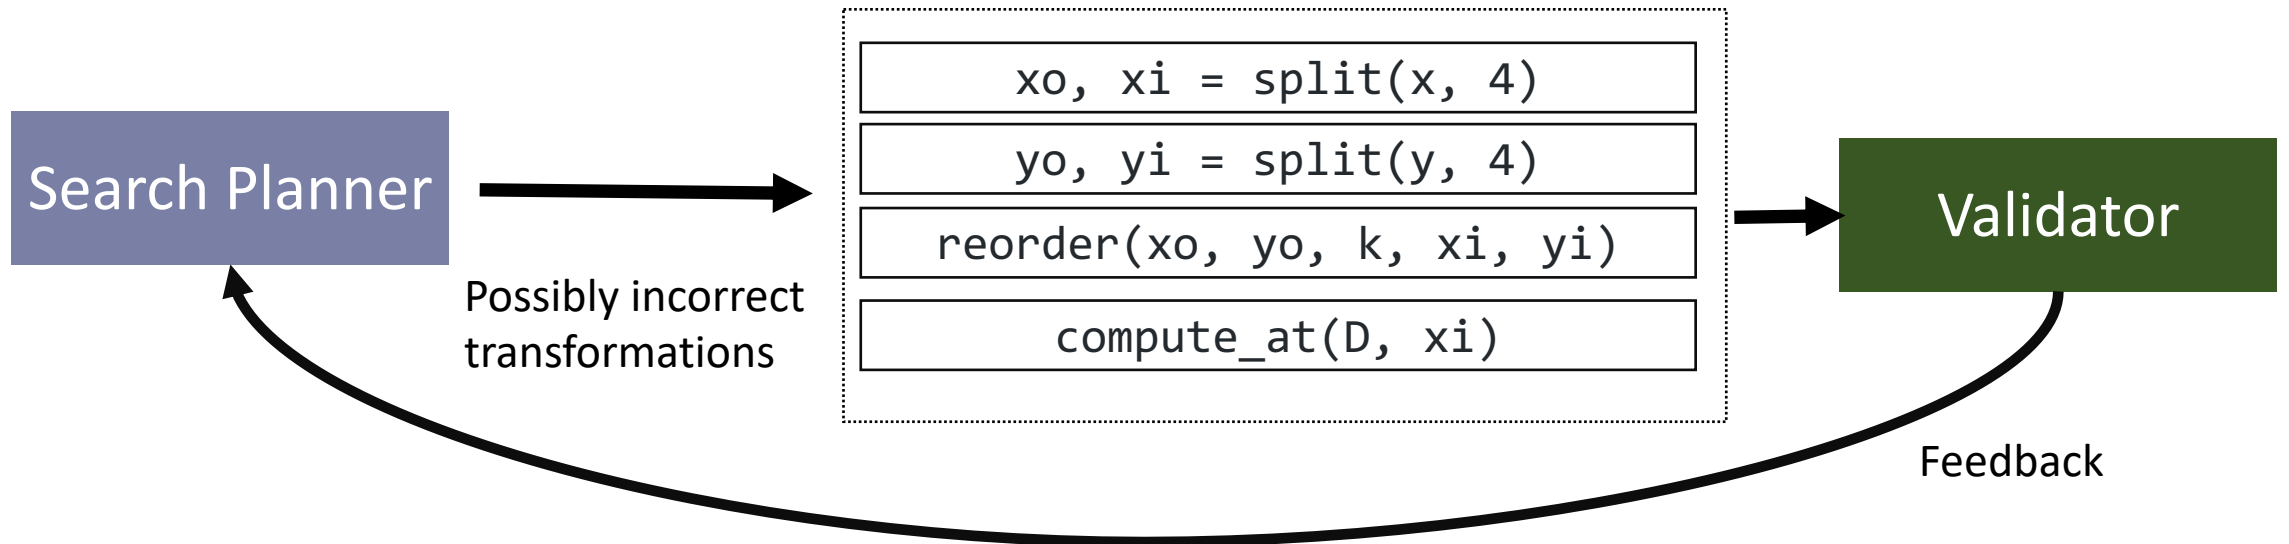 Search Planner
Possibly incorrect
transformations
xo, xi = split(x, 4)
yo, yi = split(y, 4)
reorder(xo, yo, k, xi, yi)
compute_at(D, xi)
Validator
Feedback